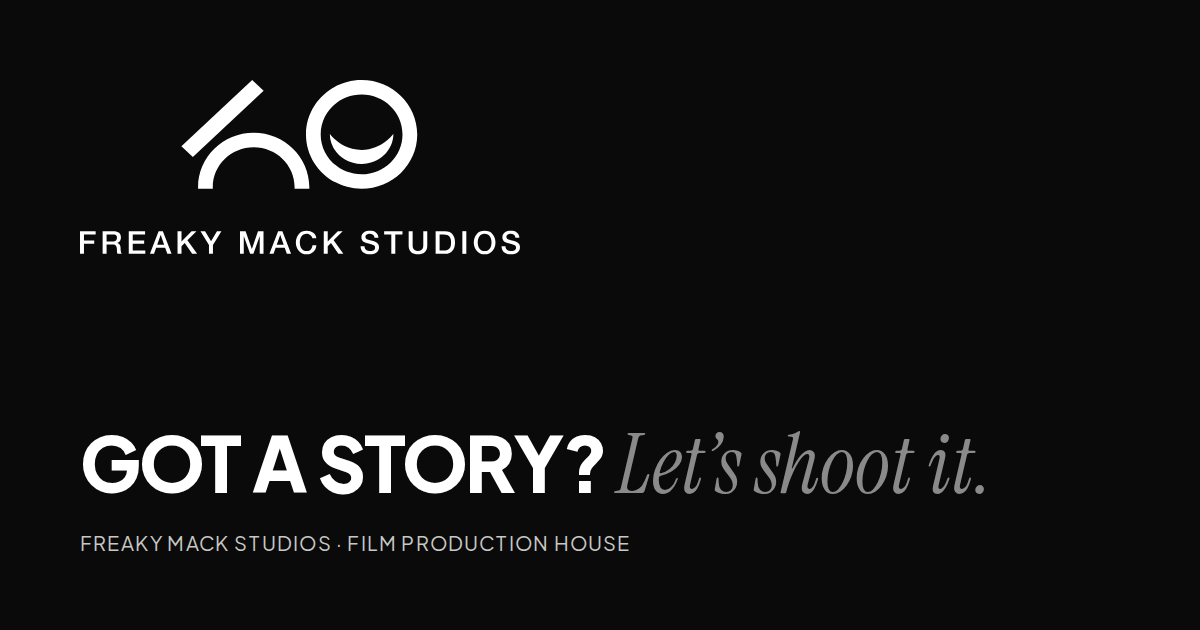 FREAKY MACK STUDIOS
GOT A STORY? Let’s shoot it.
FREAKY MACK STUDIOS · FILM PRODUCTION HOUSE